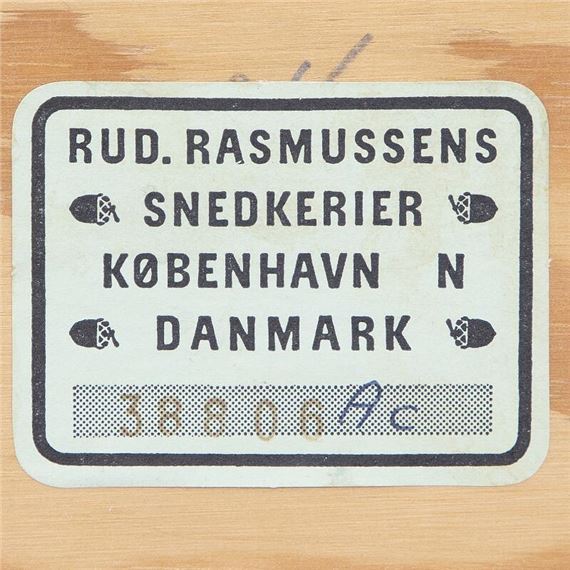 RUD. RASMUSSENS
SNEDKERIER
KØBENHAVN N
DANMARK
38806 Ac